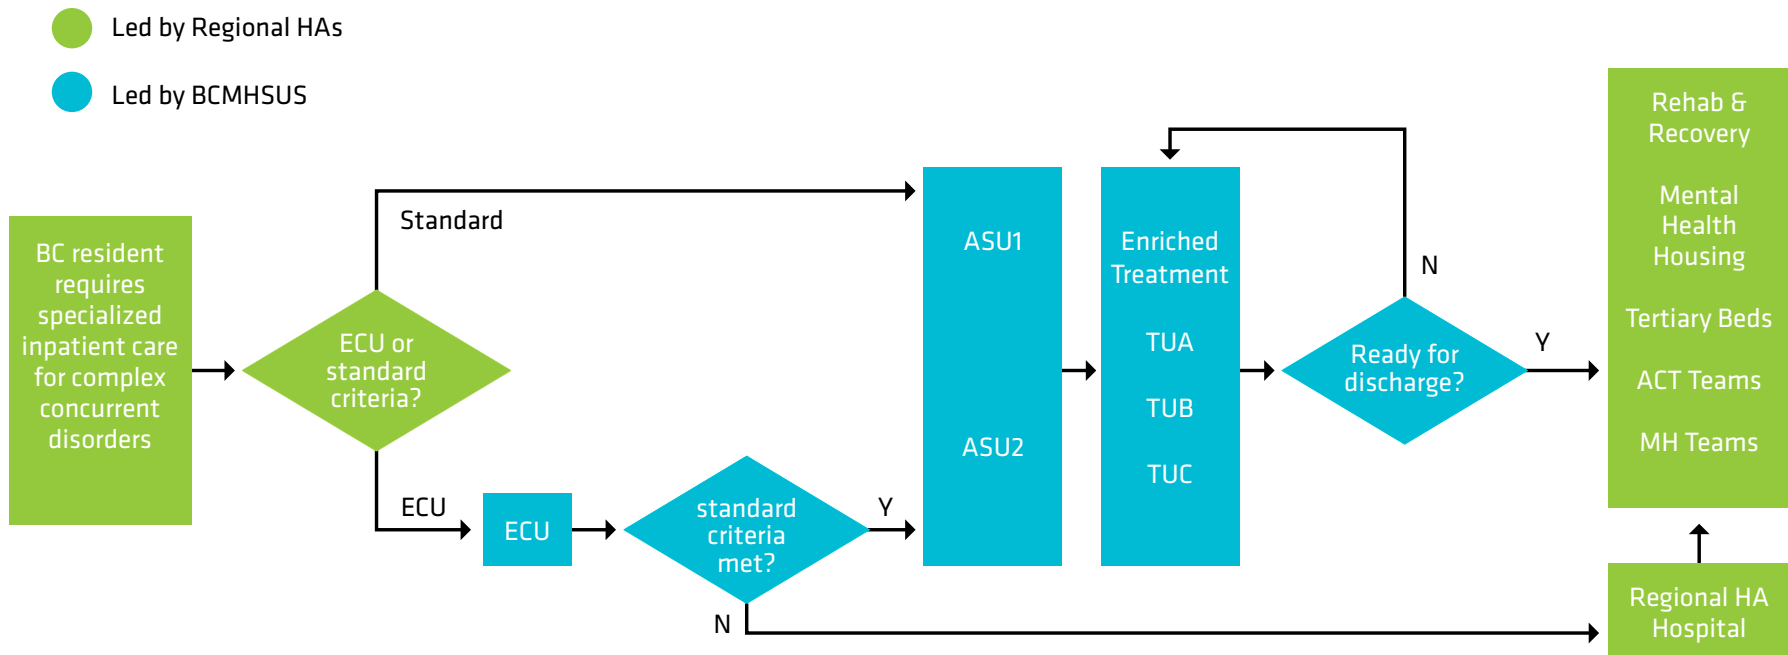 Led by Regional HAs
Led by BCMHSUS
BC resident
requires
specialized
inpatient care
for complex
concurrent
disorders
ECU or
standard
criteria?
Standard
ECU
ECU
standard
criteria
met?
Y
N
ASU1
ASU2
Enriched
Treatment
TUA
TUB
TUC
Ready for
discharge?
N
Y
Rehab &
Recovery
Mental
Health
Housing
Tertiary Beds
ACT Teams
MH Teams
Regional HA
Hospital